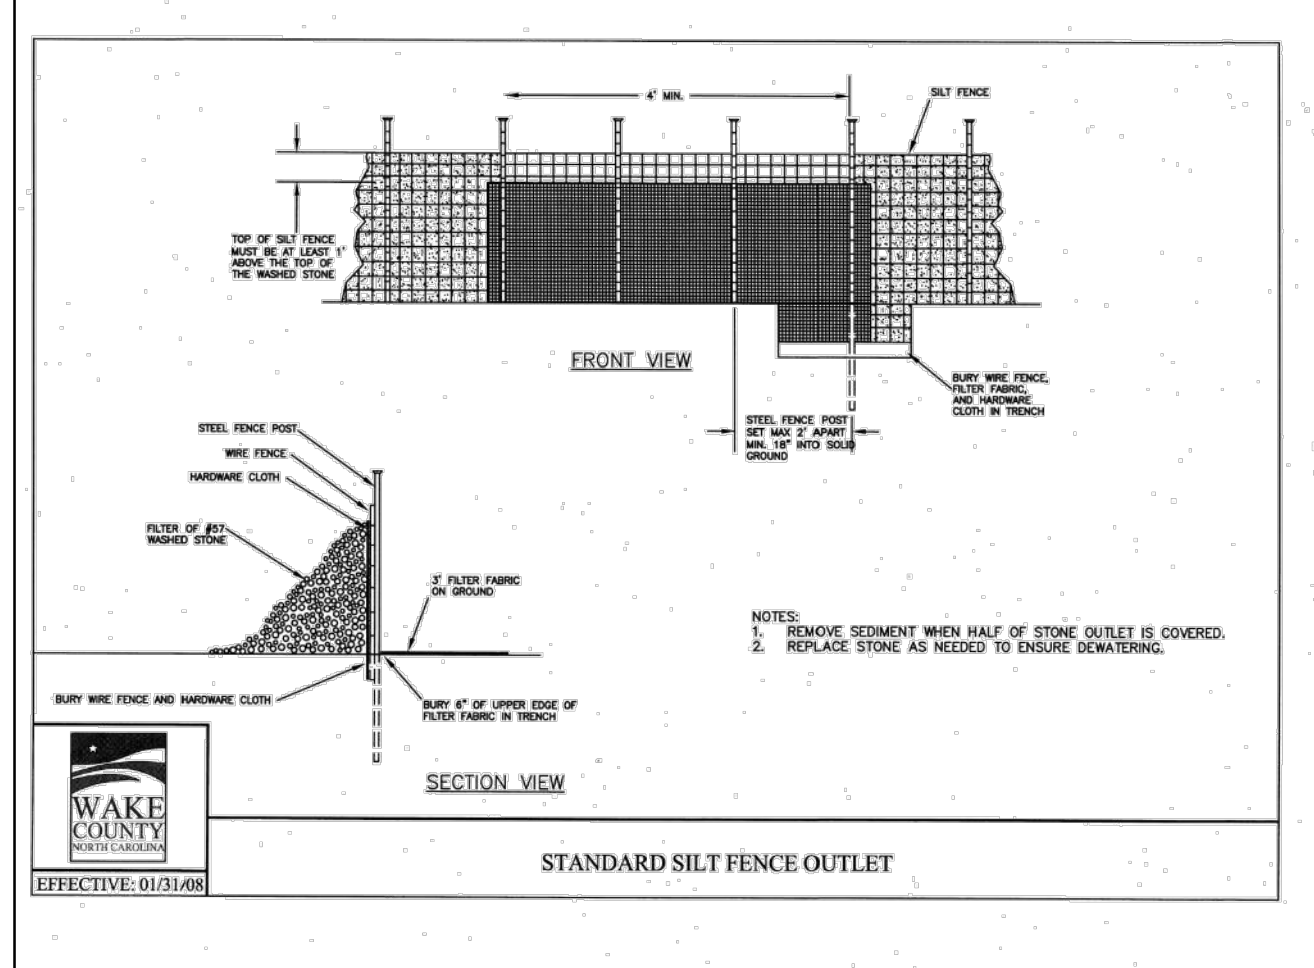 4' MIN.
SILT FENCE
TOP OF SILT FENCE
MUST BE AT LEAST 1'
ABOVE THE TOP OF
THE WASHED STONE
FRONT VIEW
BURY WIRE FENCE,
FILTER FABRIC,
AND HARDWARE
CLOTH IN TRENCH
STEEL FENCE POST
SET MAX 2' APART
MIN. 18" INTO SOLID
GROUND
STEEL FENCE POST
WIRE FENCE
HARDWARE CLOTH
FILTER OF #57
WASHED STONE
3' FILTER FABRIC
ON GROUND
BURY WIRE FENCE AND HARDWARE CLOTH
BURY 6" OF UPPER EDGE OF
FILTER FABRIC IN TRENCH
SECTION VIEW
NOTES:
1. REMOVE SEDIMENT WHEN HALF OF STONE OUTLET IS COVERED.
2. REPLACE STONE AS NEEDED TO ENSURE DEWATERING.
WAKE
COUNTY
NORTH CAROLINA
EFFECTIVE: 01/31/08
STANDARD SILT FENCE OUTLET